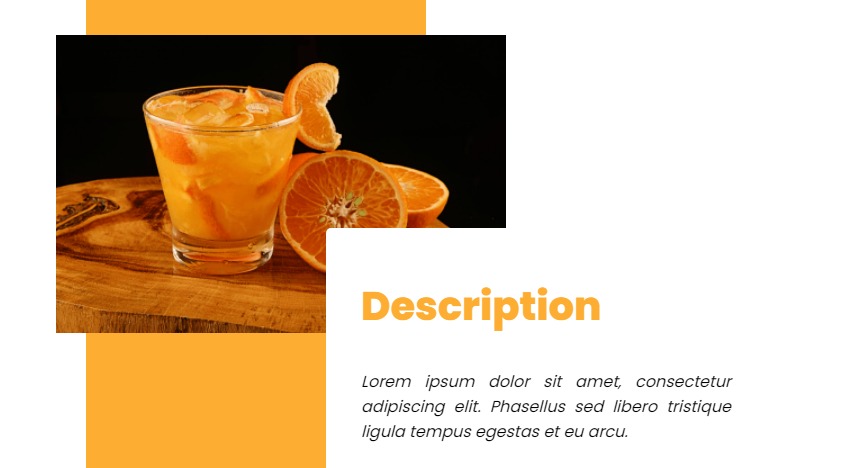 Description
Lorem ipsum dolor sit amet, consectetur
adipiscing elit. Phasellus sed libero tristique
ligula tempus egestas et eu arcu.